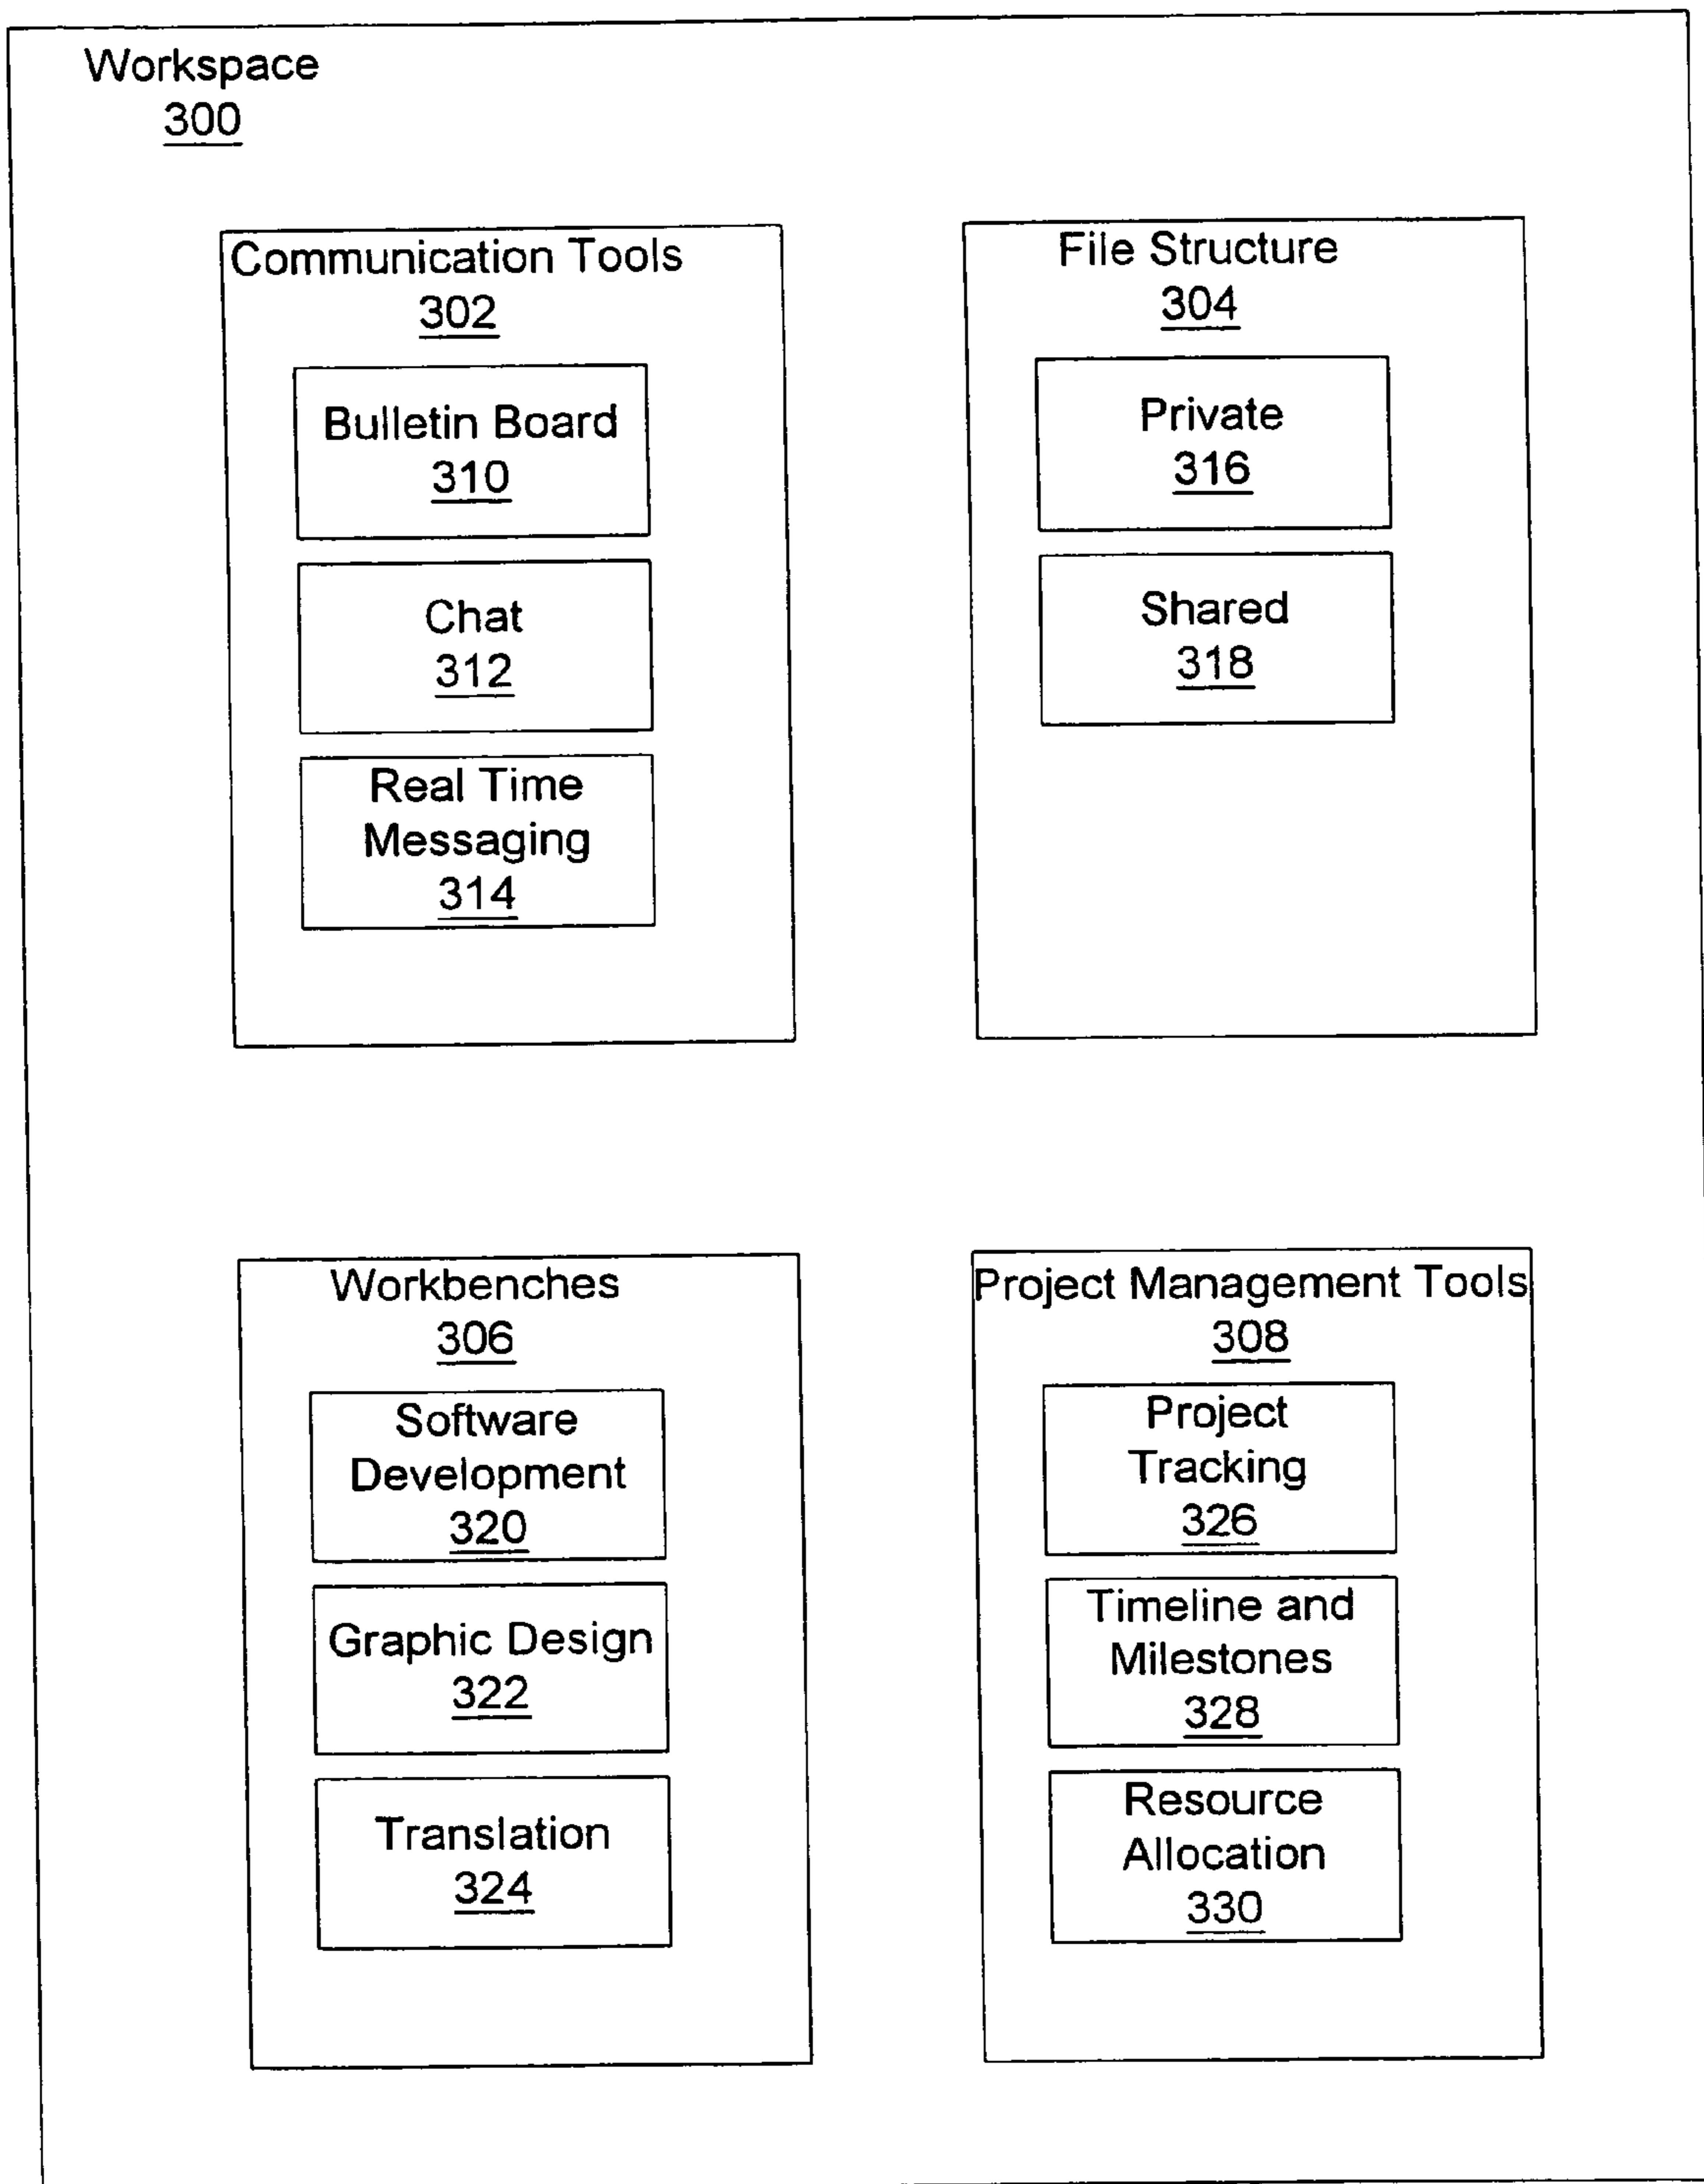 Workspace
300
Communication Tools
302
Bulletin Board
310
Chat
312
Real Time
Messaging
314
File Structure
304
Private
316
Shared
318
Workbenches
306
Software
Development
320
Graphic Design
322
Translation
324
Project Management Tools
308
Project
Tracking
326
Timeline and
Milestones
328
Resource
Allocation
330